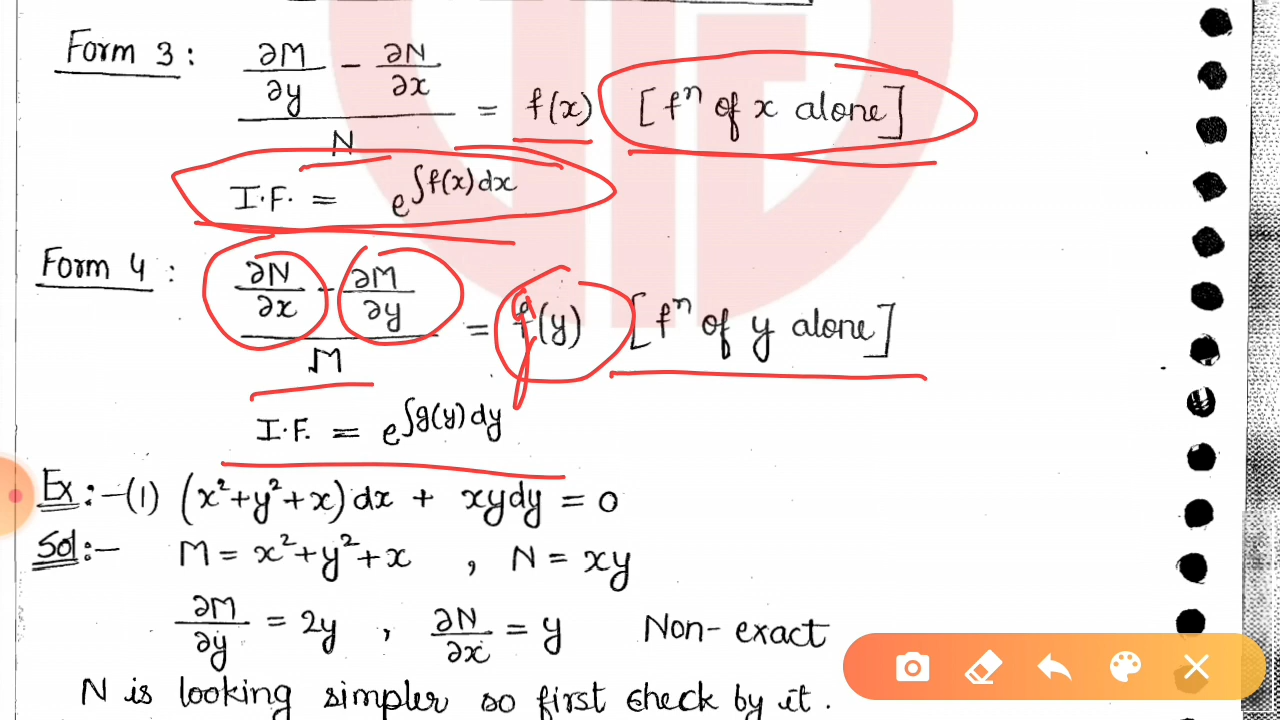 Form 3 : ∂M/∂y - ∂N/∂x / N = f(x) [fⁿ of x alone]
I.F. = e^∫f(x)dx
Form 4 : ∂N/∂x - ∂M/∂y / M = g(y) [fⁿ of y alone]
I.F. = e^∫g(y)dy
Ex :-(1) (x²+y²+x)dx + xydy = 0
Sol :- M = x²+y²+x , N = xy
∂M/∂y = 2y , ∂N/∂x = y Non-exact
N is looking simpler so first check by it.